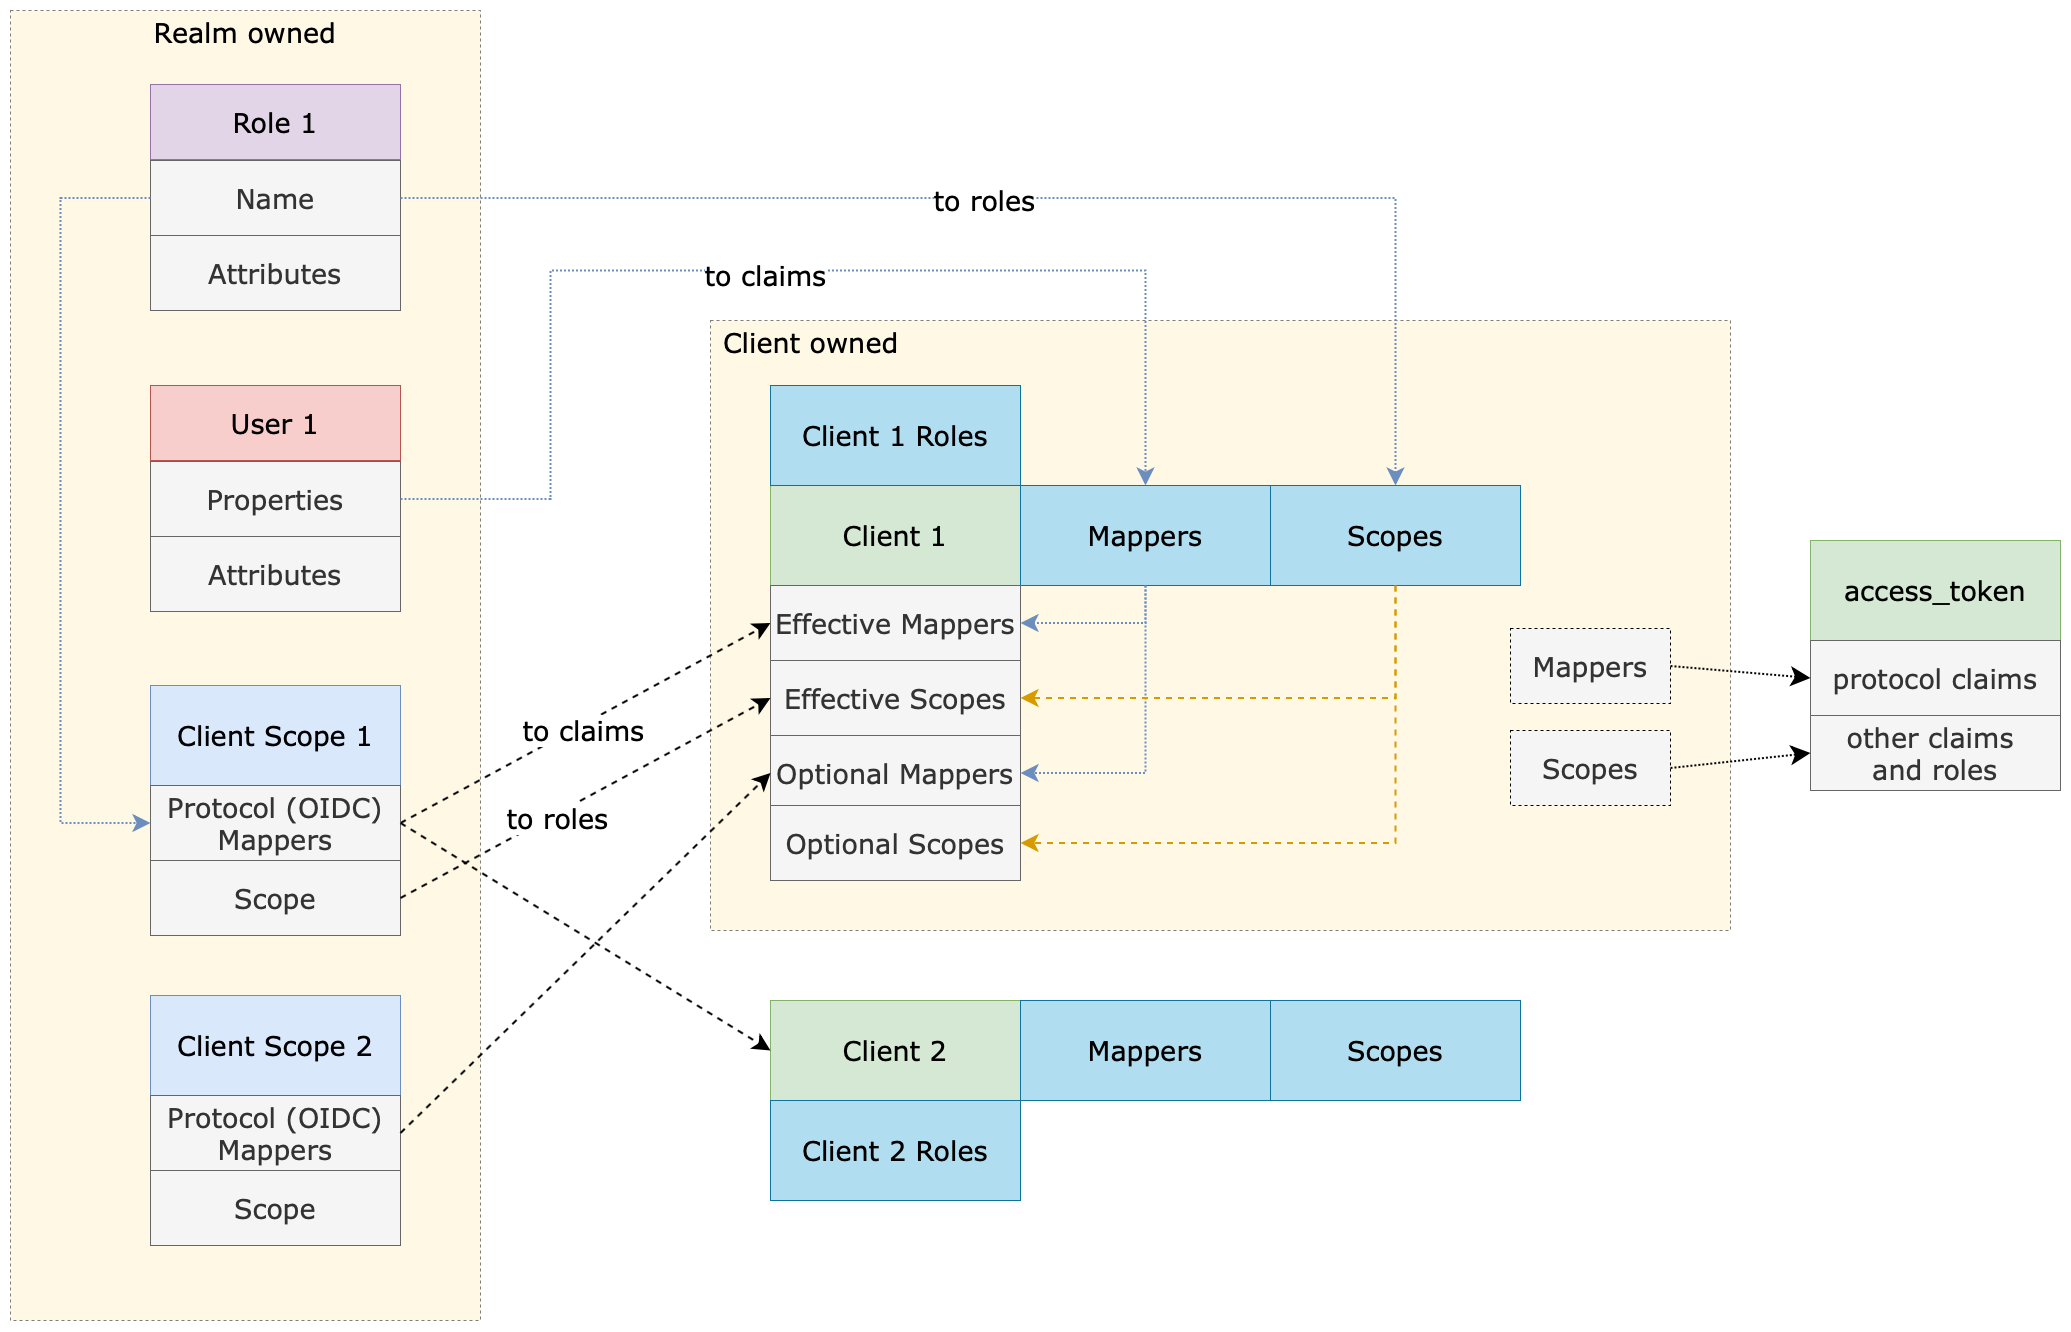 Realm owned
Role 1
Name
Attributes
User 1
Properties
Attributes
Client Scope 1
Protocol (OIDC)
Mappers
Scope
Client Scope 2
Protocol (OIDC)
Mappers
Scope
to roles
to claims
to claims
to roles
Client owned
Client 1 Roles
Client 1
Mappers
Scopes
Effective Mappers
Effective Scopes
Optional Mappers
Optional Scopes
Mappers
Scopes
Client 2
Mappers
Scopes
Client 2 Roles
access_token
protocol claims
other claims
and roles